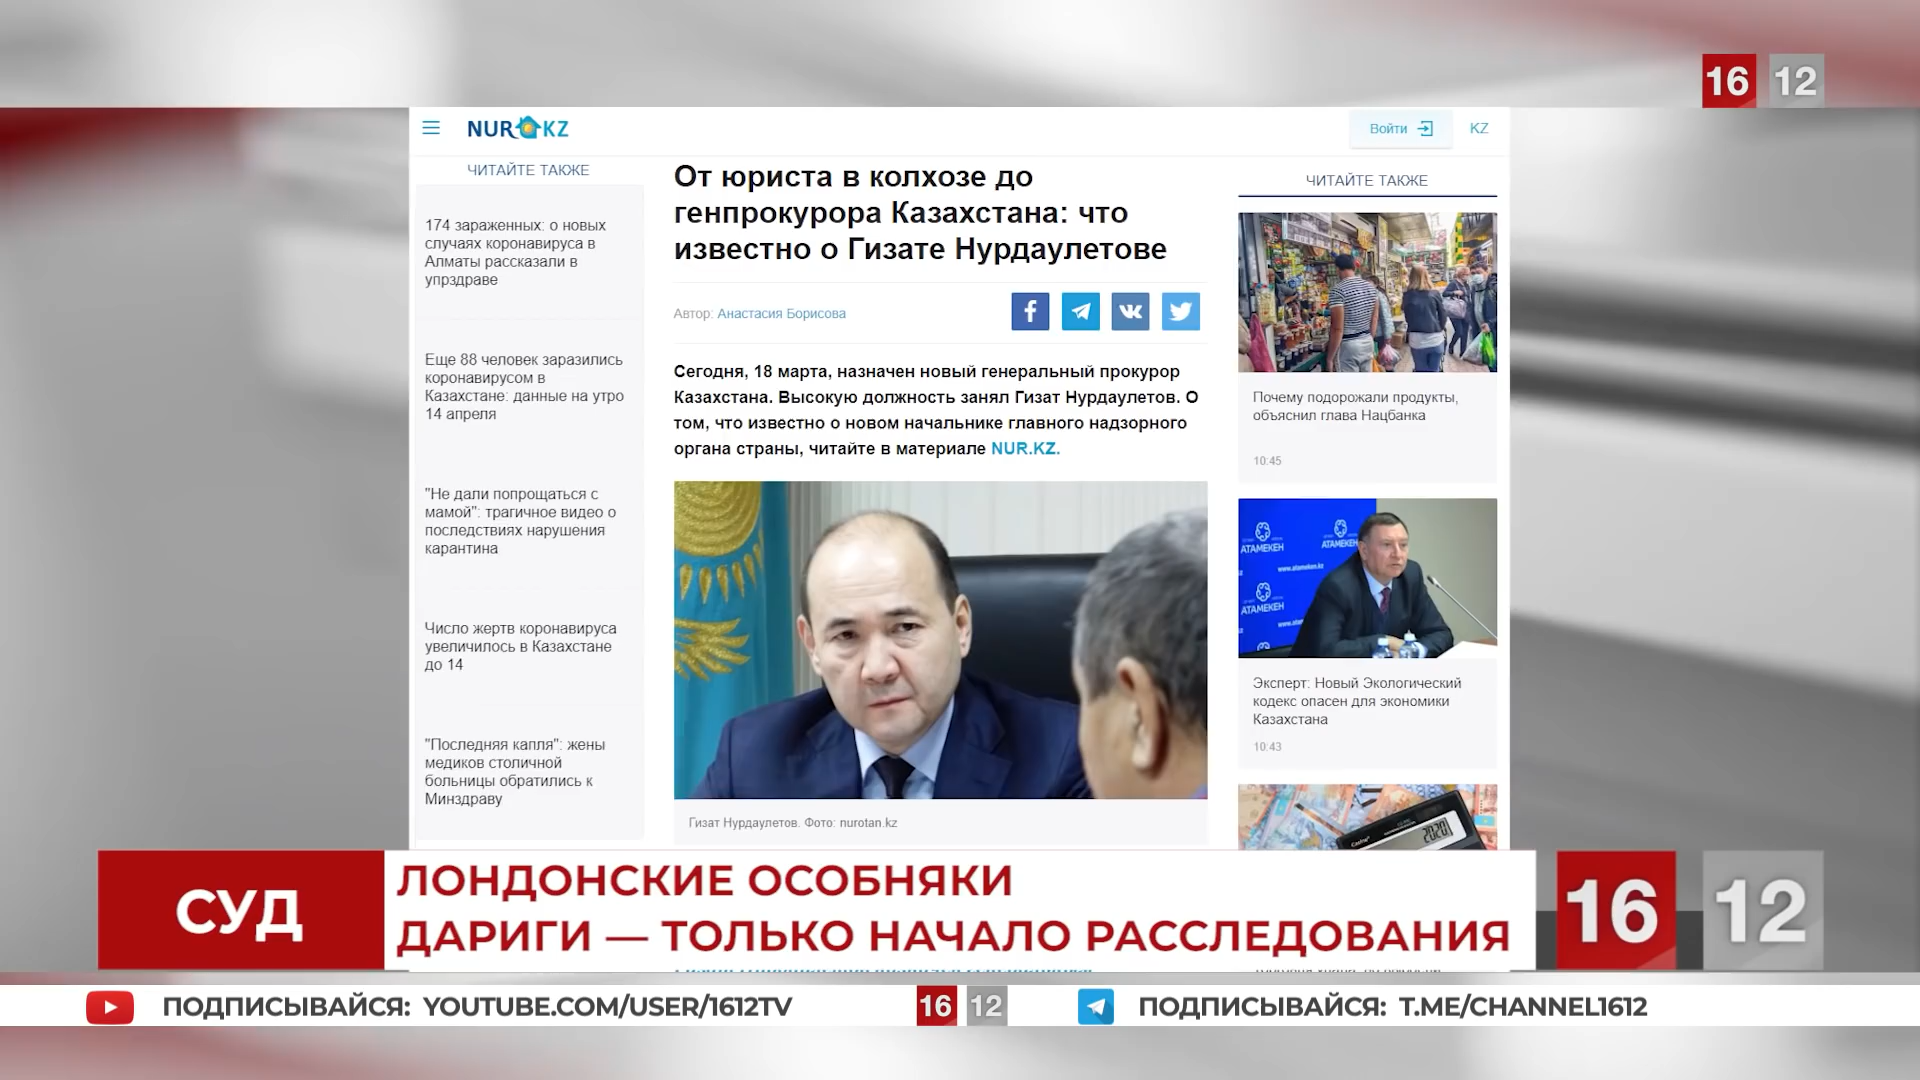 16 12
NUR KZ
Войти
KZ
ЧИТАЙТЕ ТАКЖЕ
174 зараженных: о новых
случаях коронавируса в
Алматы рассказали в
упрздраве
Еще 88 человек заразились
коронавирусом в
Казахстане: данные на утро
14 апреля
"Не дали попрощаться с
мамой": трагичное видео о
последствиях нарушения
карантина
Число жертв коронавируса
увеличилось в Казахстане
до 14
"Последняя капля": жены
медиков столичной
больницы обратились к
Минздраву
От юриста в колхозе до
генпрокурора Казахстана: что
известно о Гизате Нурдаулетове
Автор: Анастасия Борисова
Сегодня, 18 марта, назначен новый генеральный прокурор
Казахстана. Высокую должность занял Гизат Нурдаулетов. О
том, что известно о новом начальнике главного надзорного
органа страны, читайте в материале NUR.KZ.
Гизат Нурдаулетов. Фото: nurotan.kz
ЧИТАЙТЕ ТАКЖЕ
Почему подорожали продукты,
объяснил глава Нацбанка
10:45
АТАМЕКЕН
АТАМЕКЕН
www.atameken.kz
АТАМЕКЕН
Эксперт: Новый Экологический
кодекс опасен для экономики
Казахстана
10:43
2020
СУД
ЛОНДОНСКИЕ ОСОБНЯКИ
ДАРИГИ — ТОЛЬКО НАЧАЛО РАССЛЕДОВАНИЯ
16 12
ПОДПИСЫВАЙСЯ: YOUTUBE.COM/USER/1612TV
16 12
ПОДПИСЫВАЙСЯ: T.ME/CHANNEL1612